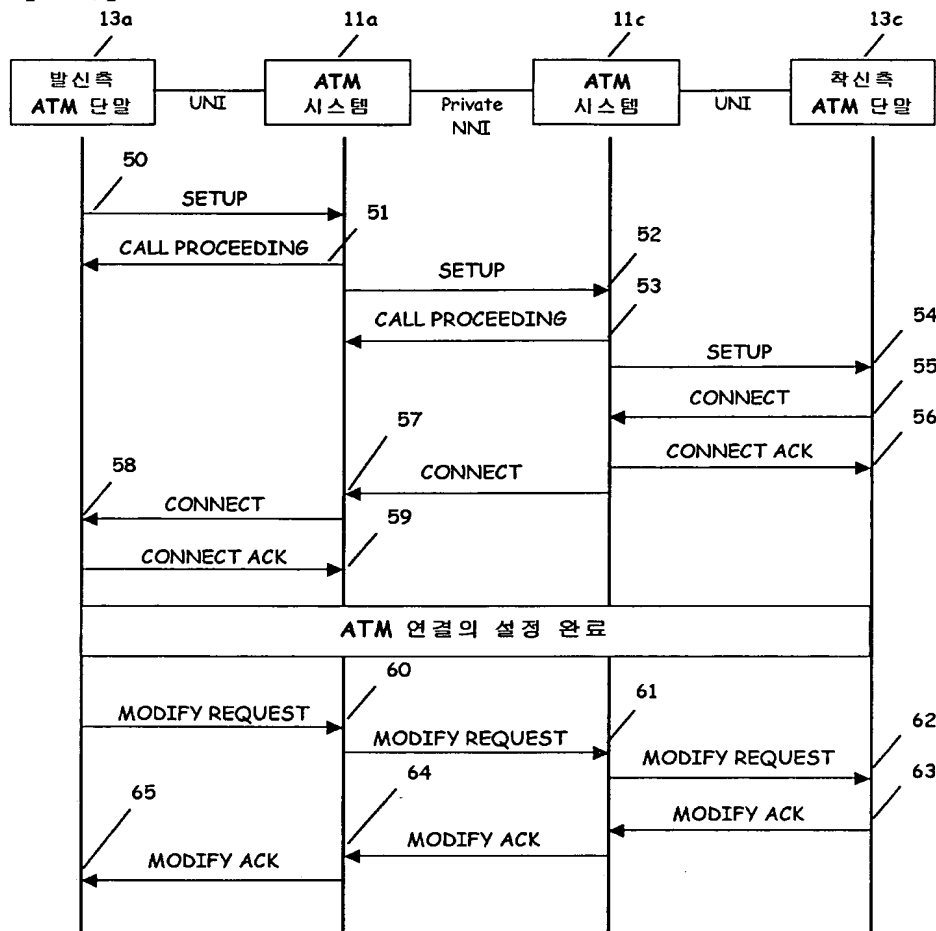 13a
11a
11c
13c
발신측
ATM 단말
UNI
ATM
시스템
Private
NNI
ATM
시스템
UNI
착신측
ATM 단말
50
SETUP
51
CALL PROCEEDING
52
SETUP
53
CALL PROCEEDING
54
SETUP
55
CONNECT
56
CONNECT ACK
57
CONNECT
58
CONNECT
59
CONNECT ACK
ATM 연결의 설정 완료
60
MODIFY REQUEST
61
MODIFY REQUEST
62
MODIFY REQUEST
63
MODIFY ACK
64
MODIFY ACK
65
MODIFY ACK